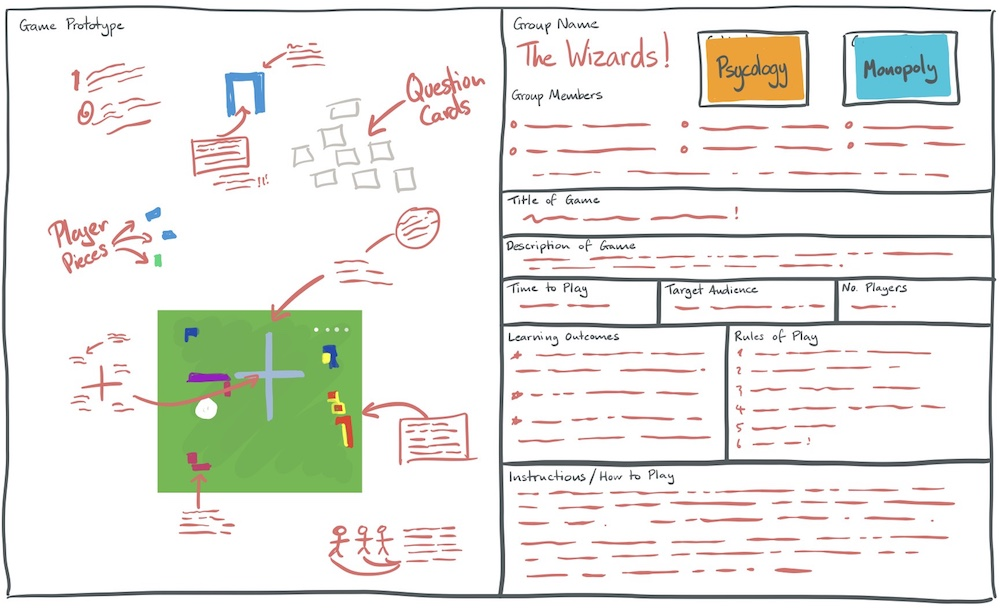 Game Prototype
Question
Cards
Player
Pieces
Group Name
The Wizards!
Psycology
Monopoly
Group Members
Title of Game
Description of Game
Time to Play
Target Audience
No. Players
Learning Outcomes
Rules of Play
1
2
3
4
5
6
Instructions/How to Play